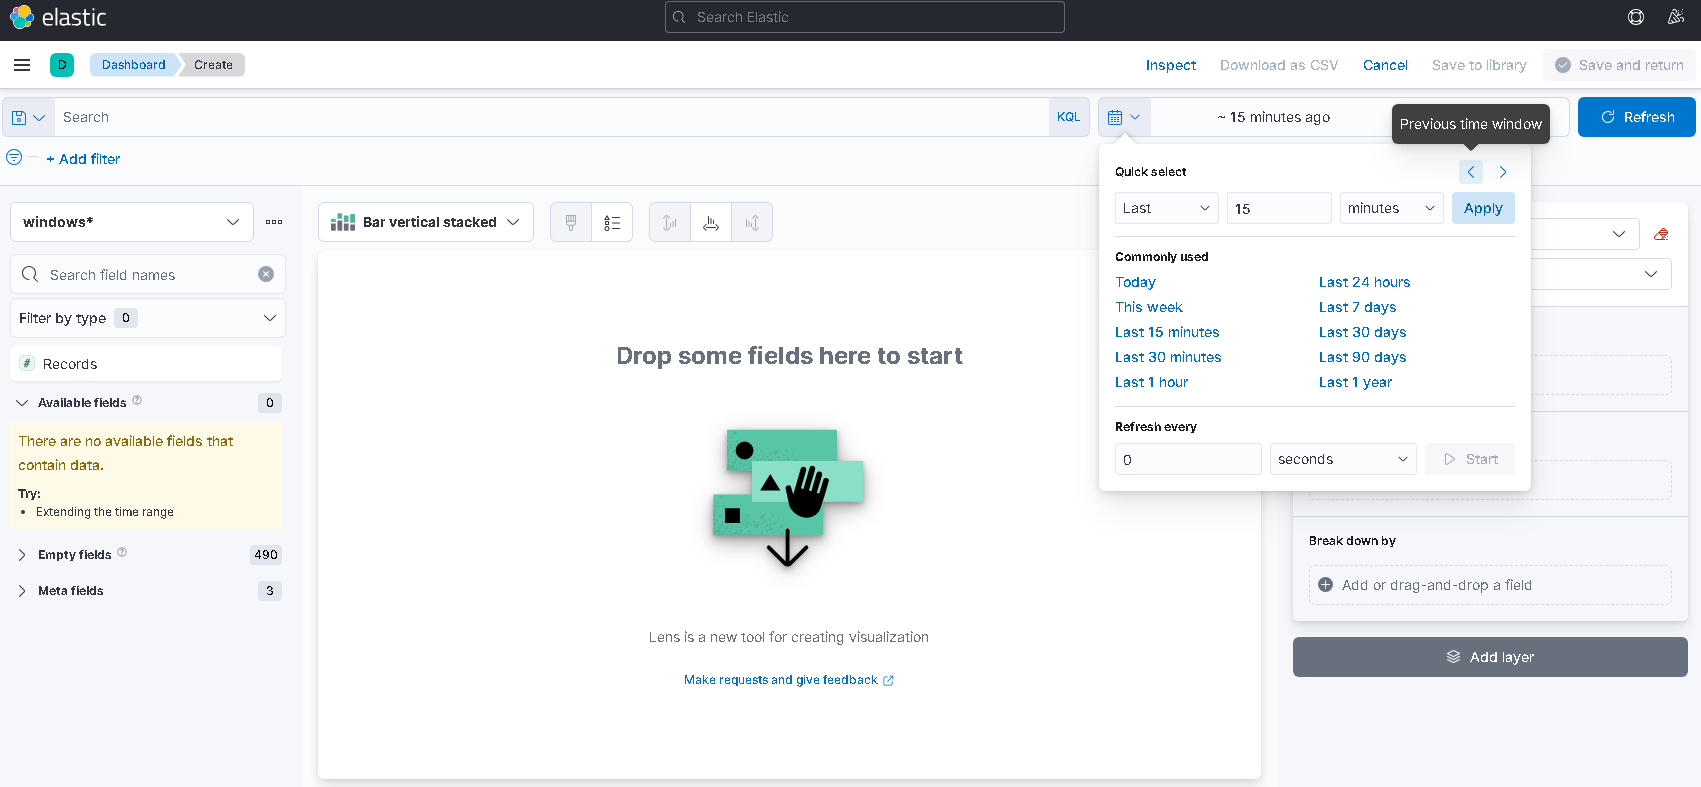 elastic
Search Elastic
D
Dashboard
Create
Inspect
Download as CSV
Cancel
Save to library
Save and return
Search
KQL
~ 15 minutes ago
Previous time window
Refresh
+ Add filter
Quick select
Last
15
minutes
Apply
windows*
Bar vertical stacked
Search field names
Commonly used
Today
Last 24 hours
This week
Last 7 days
Last 15 minutes
Last 30 days
Last 30 minutes
Last 90 days
Last 1 hour
Last 1 year
Filter by type 0
# Records
Drop some fields here to start
Available fields ? 0
There are no available fields that
contain data.
Try:
• Extending the time range
Refresh every
0
seconds
Start
Empty fields ? 490
Meta fields 3
Break down by
Add or drag-and-drop a field
Lens is a new tool for creating visualization
Make requests and give feedback
Add layer